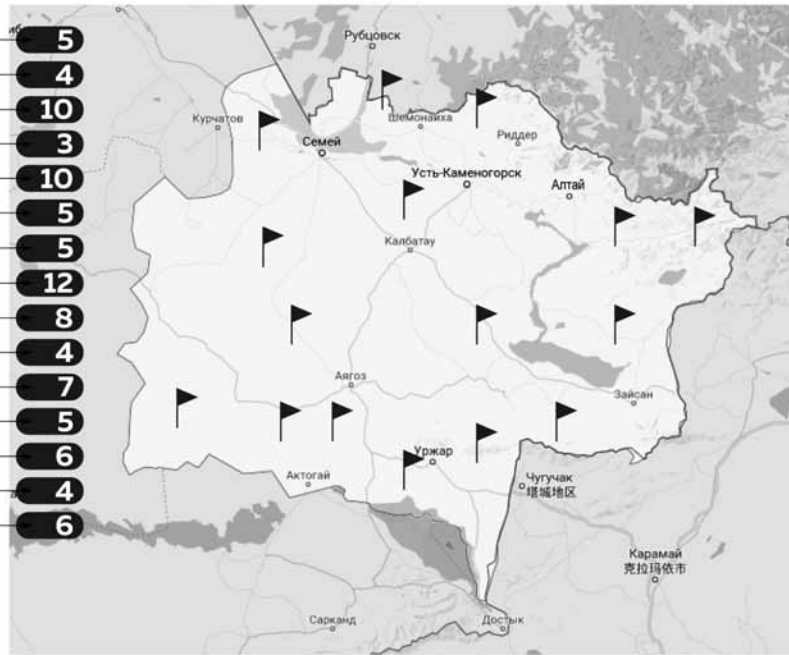 5
4
10
3
10
5
5
12
8
4
7
5
6
4
6
Рубцовск
Курчатов
Шемонаиха
Семей
Риддер
Усть-Каменогорск
Алтай
Калбатау
Аягоз
Зайсан
Уржар
Актогай
Чугучак
塔城地区
Карамай
克拉玛依市
Сарканд
Достык